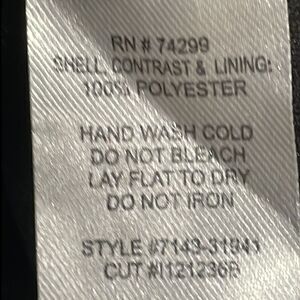 RN # 74299
SHELL, CONTRAST & LINING:
100% POLYESTER
HAND WASH COLD
DO NOT BLEACH
LAY FLAT TO DRY
DO NOT IRON
STYLE #7143-31941
CUT #I121236R